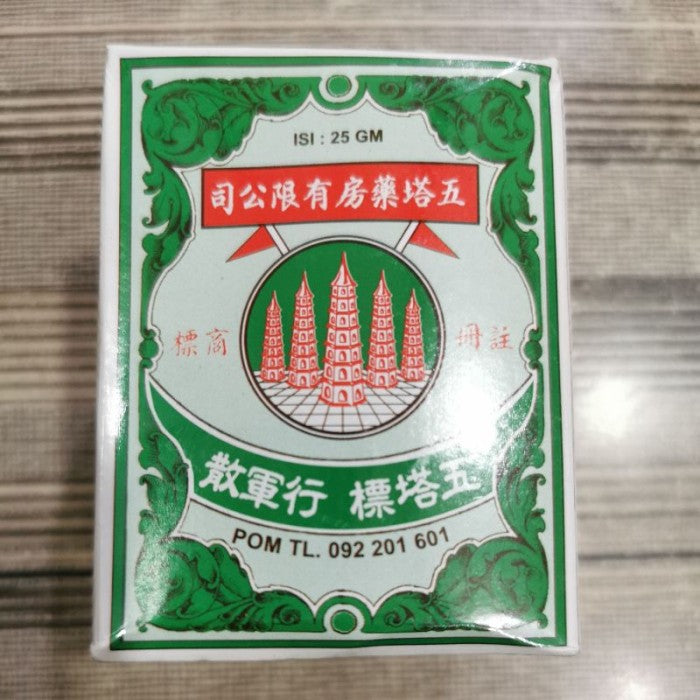 ISI : 25 GM
五塔藥房有限公司
註冊 商標
五塔標 行軍散
POM TL. 092 201 601